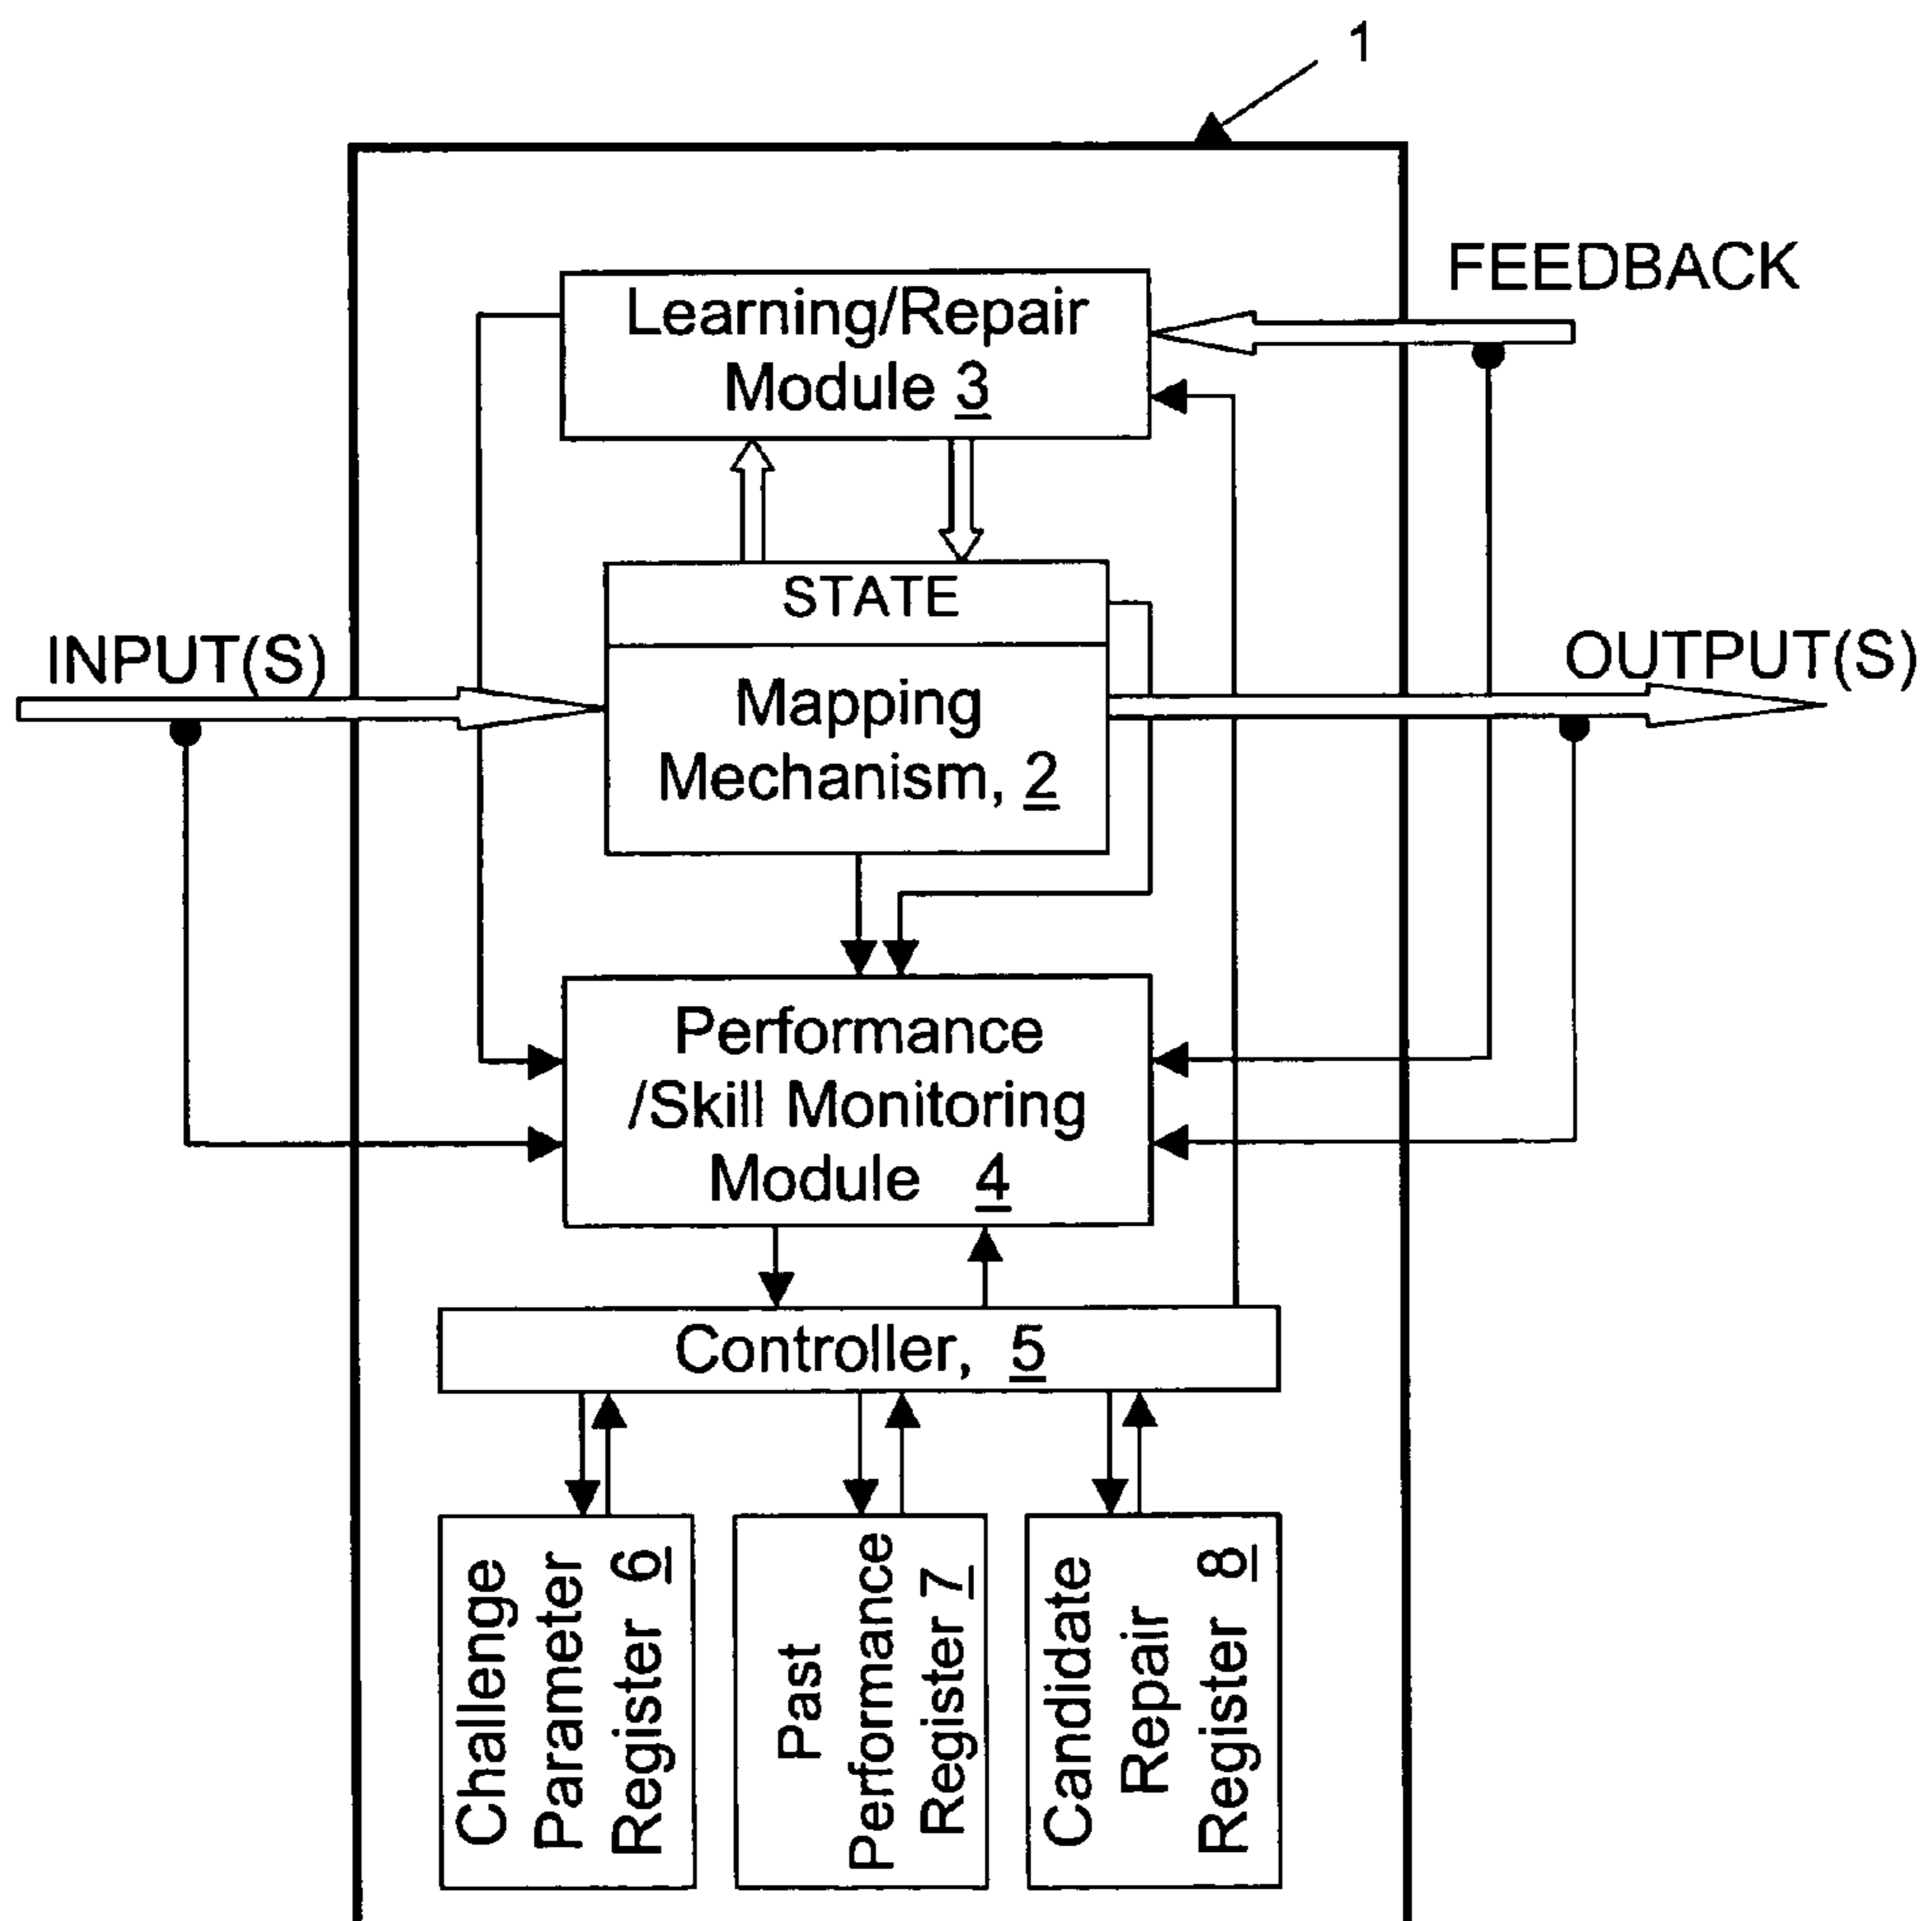 1
FEEDBACK
Learning/Repair
Module 3
STATE
INPUT(S)
OUTPUT(S)
Mapping
Mechanism, 2
Performance
/Skill Monitoring
Module 4
Controller, 5
Challenge
Parameter
Register 6
Past
Performance
Register 7
Candidate
Repair
Register 8